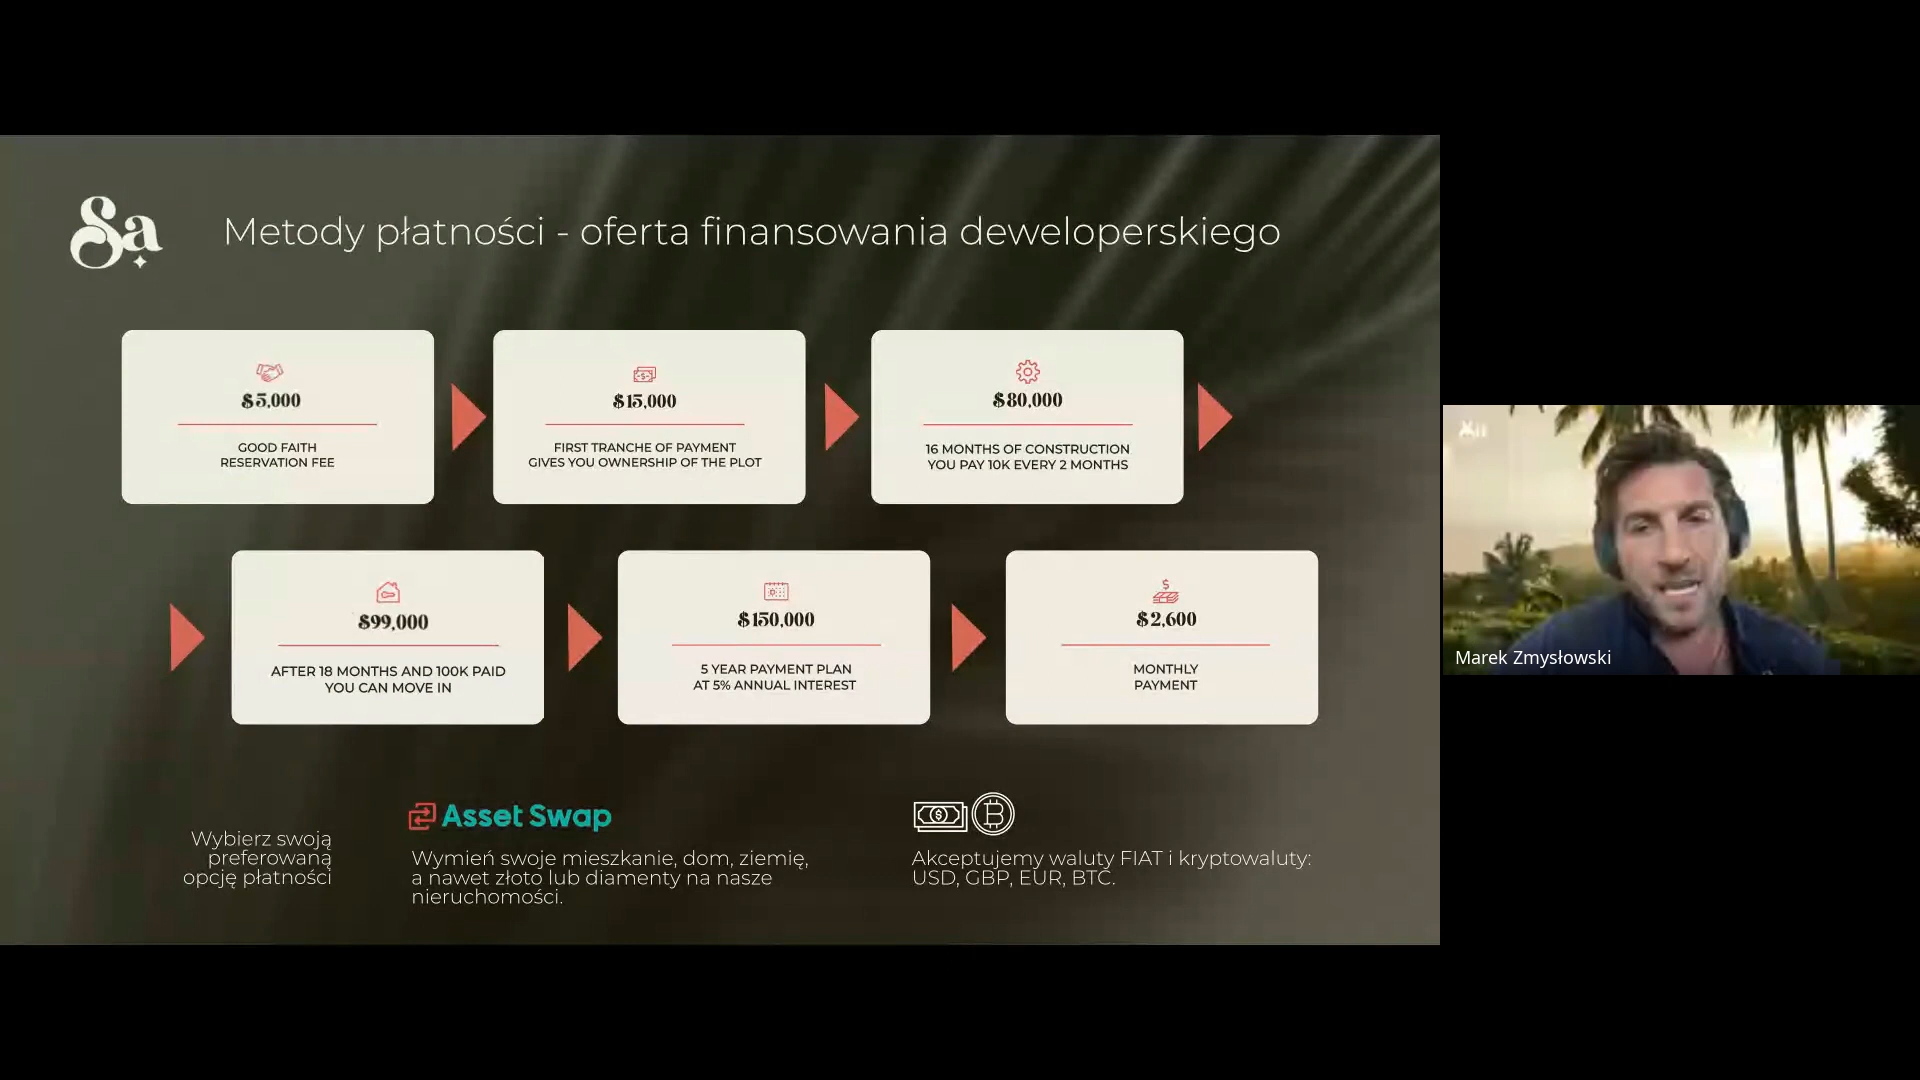 Sa
Metody płatności - oferta finansowania deweloperskiego
$5,000
GOOD FAITH
RESERVATION FEE
$15,000
FIRST TRANCHE OF PAYMENT
GIVES YOU OWNERSHIP OF THE PLOT
$80,000
16 MONTHS OF CONSTRUCTION
YOU PAY 10K EVERY 2 MONTHS
$99,000
AFTER 18 MONTHS AND 100K PAID
YOU CAN MOVE IN
$150,000
5 YEAR PAYMENT PLAN
AT 5% ANNUAL INTEREST
$2,600
MONTHLY
PAYMENT
Wybierz swoją
preferowaną
opcję płatności
Asset Swap
Wymień swoje mieszkanie, dom, ziemię,
a nawet złoto lub diamenty na nasze
nieruchomości.
Akceptujemy waluty FIAT i kryptowaluty:
USD, GBP, EUR, BTC.
Marek Zmysłowski